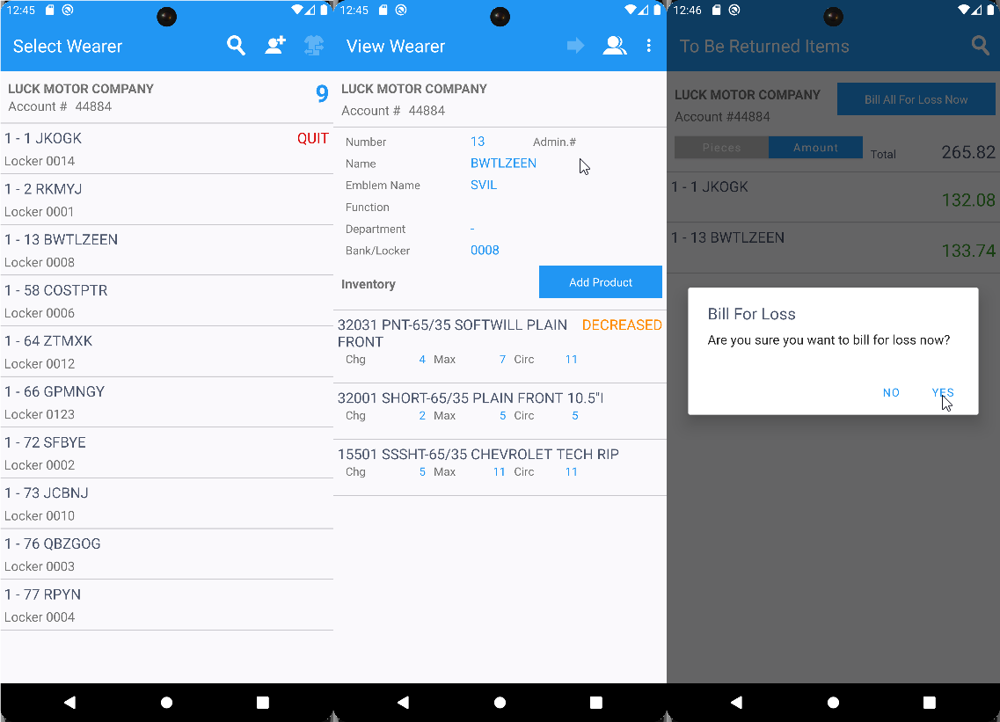 12:45
Select Wearer
LUCK MOTOR COMPANY
9
Account # 44884
1 - 1 JKOGK
QUIT
Locker 0014
1 - 2 RKMYJ
Locker 0001
1 - 13 BWTLZEEN
Locker 0008
1 - 58 COSTPTR
Locker 0006
1 - 64 ZTMXK
Locker 0012
1 - 66 GPMNGY
Locker 0123
1 - 72 SFBYE
Locker 0002
1 - 73 JCBNJ
Locker 0010
1 - 76 QBZGOG
Locker 0003
1 - 77 RPYN
Locker 0004
12:45
View Wearer
LUCK MOTOR COMPANY
Account # 44884
Number 13 Admin.#
Name BWTLZEEN
Emblem Name SVIL
Function
Department -
Bank/Locker 0008
Inventory
Add Product
32031 PNT-65/35 SOFTWILL PLAIN
FRONT
DECREASED
Chg 4 Max 7 Circ 11
32001 SHORT-65/35 PLAIN FRONT 10.5"I
Chg 2 Max 5 Circ 5
15501 SSSHT-65/35 CHEVROLET TECH RIP
Chg 5 Max 11 Circ 11
12:46
To Be Returned Items
LUCK MOTOR COMPANY
Bill All For Loss Now
Account #44884
Pieces Amount Total 265.82
1 - 1 JKOGK
132.08
1 - 13 BWTLZEEN
133.74
Bill For Loss
Are you sure you want to bill for loss now?
NO YES